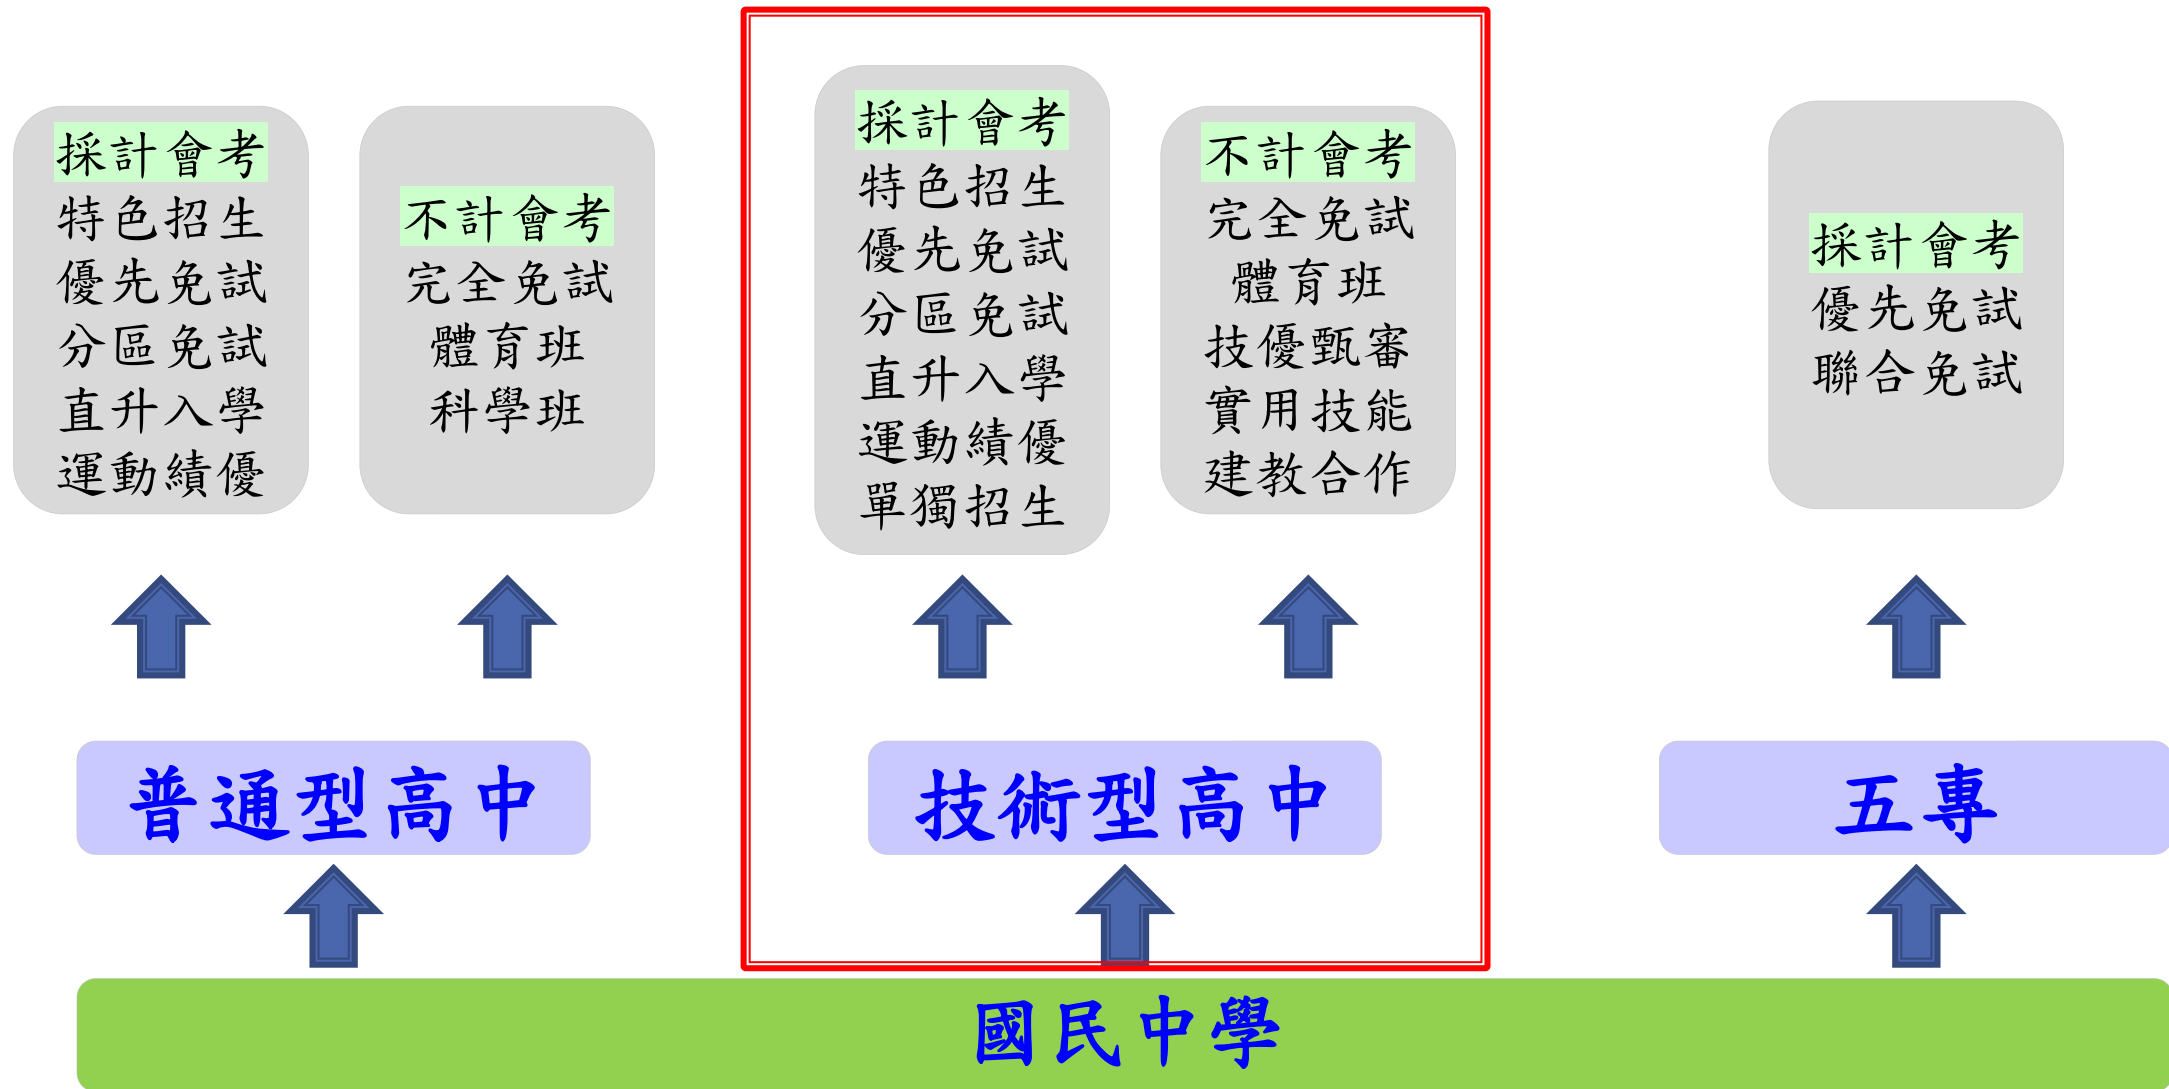 採計會考
特色招生
優先免試
分區免試
直升入學
運動績優
不計會考
完全免試
體育班
科學班
採計會考
特色招生
優先免試
分區免試
直升入學
運動績優
單獨招生
不計會考
完全免試
體育班
技優甄審
實用技能
建教合作
採計會考
優先免試
聯合免試
普通型高中
技術型高中
五專
國民中學